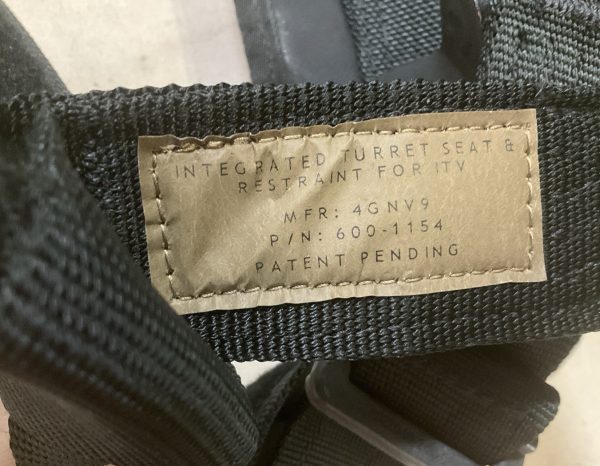 INTEGRATED TURRET SEAT &
RESTRAINT FOR ITV
MFR: 4GNV9
P/N: 600-1154
PATENT PENDING